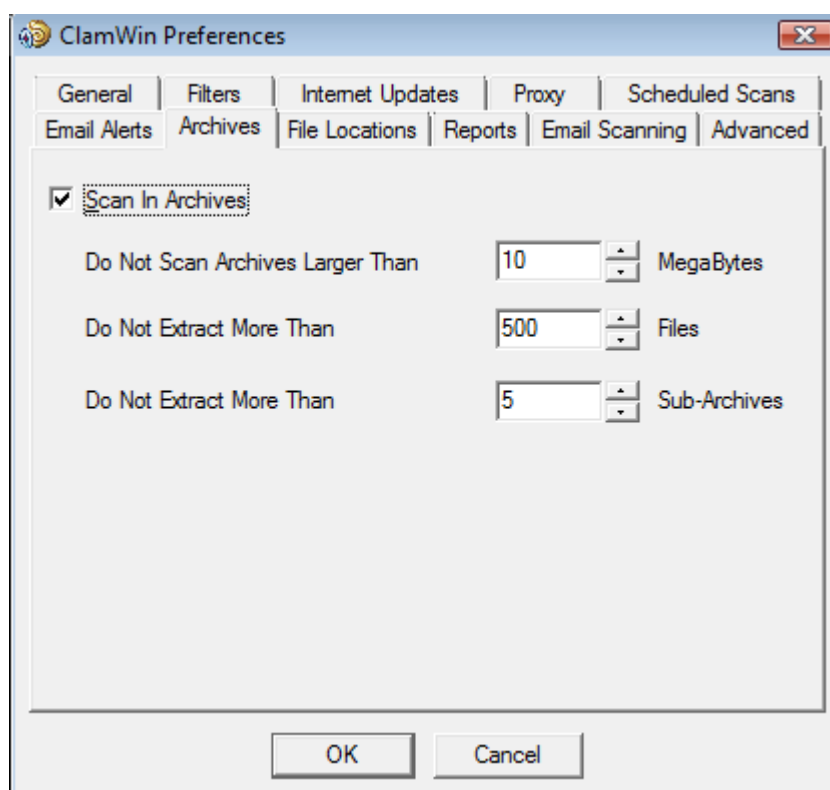 ClamWin Preferences
General Filters Internet Updates Proxy Scheduled Scans
Email Alerts Archives File Locations Reports Email Scanning Advanced
Scan In Archives
Do Not Scan Archives Larger Than 10 MegaBytes
Do Not Extract More Than 500 Files
Do Not Extract More Than 5 Sub-Archives
OK Cancel